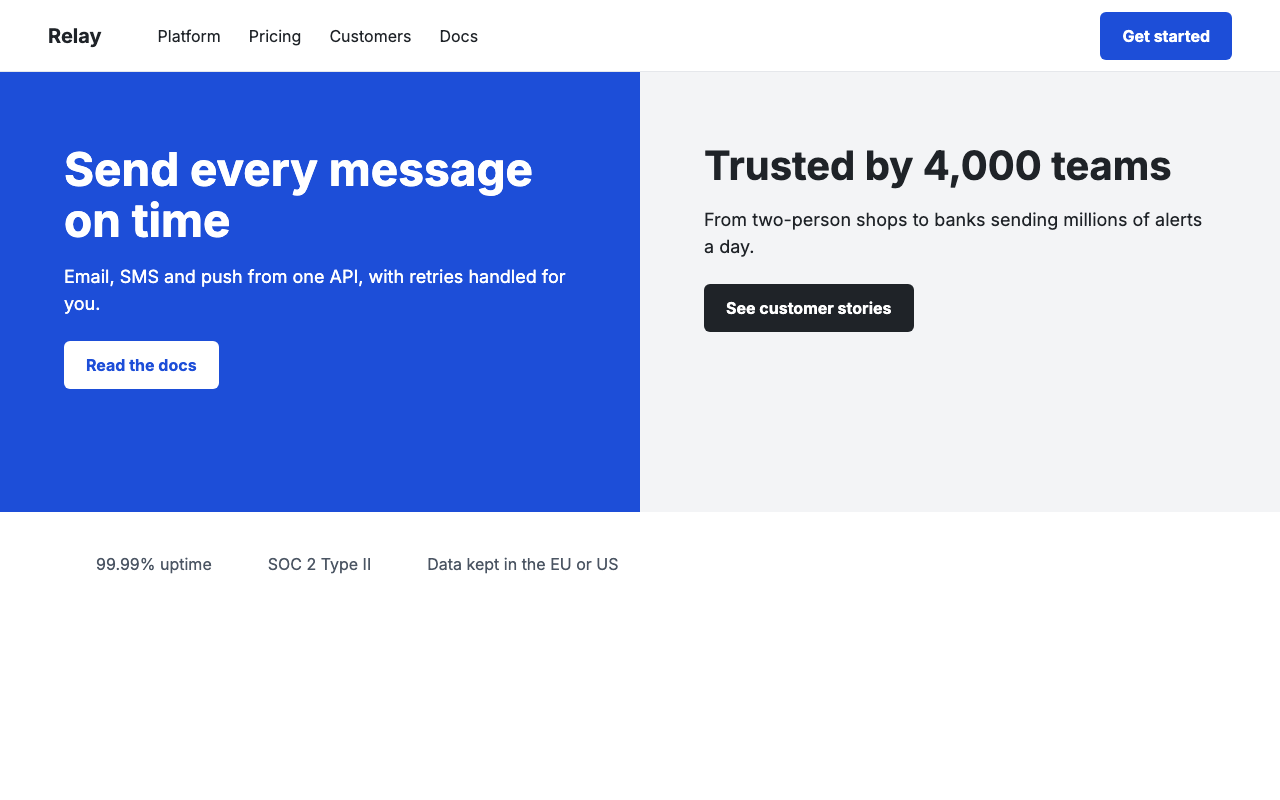 Relay
Platform
Pricing
Customers
Docs
Get started
Send every message
on time
Email, SMS and push from one API, with retries handled for
you.
Read the docs
Trusted by 4,000 teams
From two-person shops to banks sending millions of alerts
a day.
See customer stories
99.99% uptime
SOC 2 Type II
Data kept in the EU or US